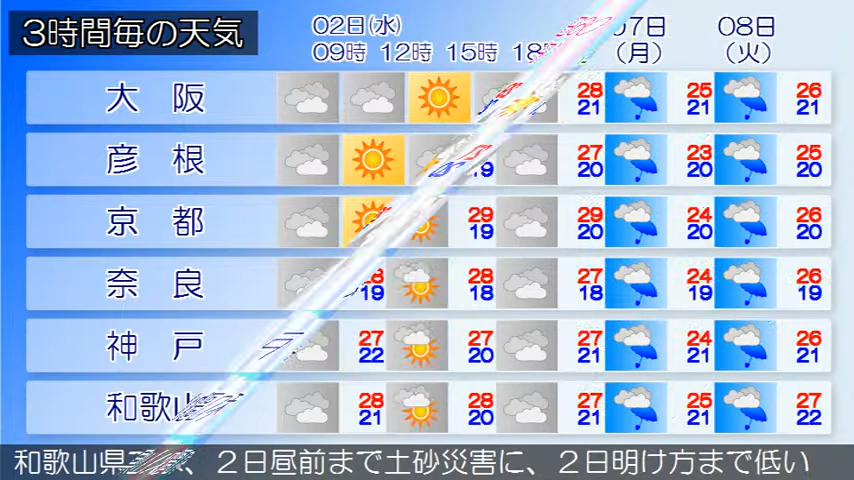 3時間毎の天気
02日(水) 07日 08日
09時 12時 15時 18時 (月) (火)
大阪 28 21 25 21 26 21
彦根 19 27 20 23 20 25 20
京都 29 19 29 20 24 20 26 20
奈良 19 28 18 27 18 24 19 26 19
神戸 27 22 27 20 27 21 24 21 26 21
和歌山 28 21 28 20 27 21 25 21 27 22
和歌山県 、2日昼前まで土砂災害に、2日明け方まで低い